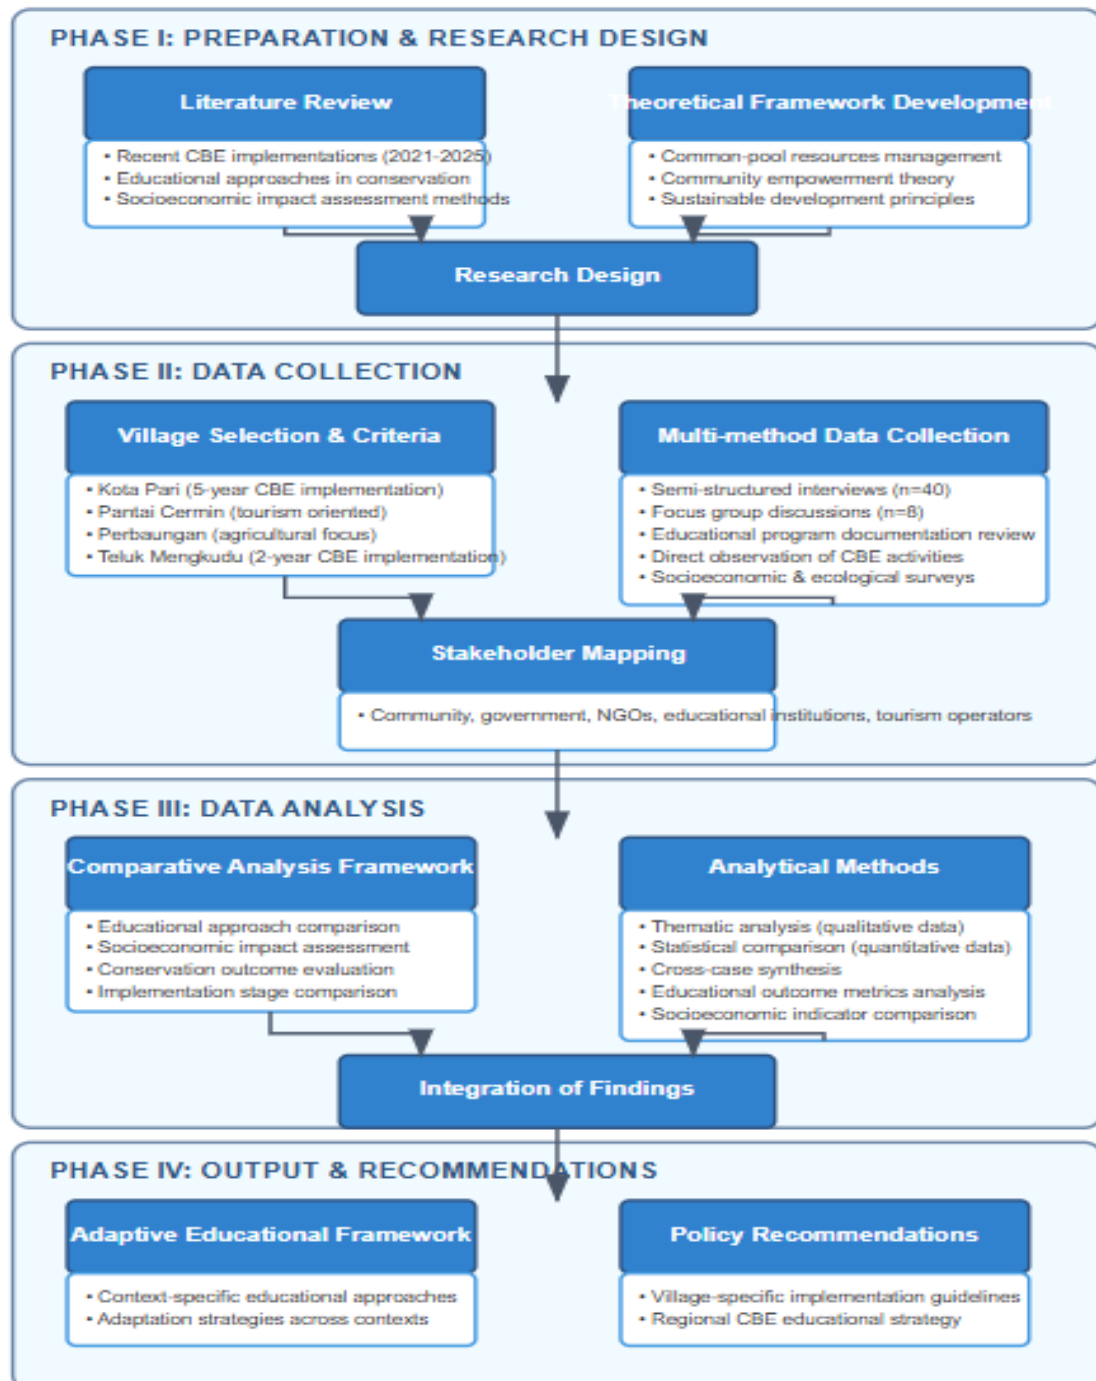 PHASE I: PREPARATION & RESEARCH DESIGN
Literature Review
• Recent CBE implementations (2021-2025)
• Educational approaches in conservation
• Socioeconomic impact assessment methods
Theoretical Framework Development
• Common-pool resources management
• Community empowerment theory
• Sustainable development principles
Research Design
PHASE II: DATA COLLECTION
Village Selection & Criteria
• Kota Pari (5-year CBE implementation)
• Pantai Cermin (tourism oriented)
• Perbaungan (agricultural focus)
• Teluk Mengkudu (2-year CBE implementation)
Multi-method Data Collection
• Semi-structured interviews (n=40)
• Focus group discussions (n=8)
• Educational program documentation review
• Direct observation of CBE activities
• Socioeconomic & ecological surveys
Stakeholder Mapping
• Community, government, NGOs, educational institutions, tourism operators
PHASE III: DATA ANALYSIS
Comparative Analysis Framework
• Educational approach comparison
• Socioeconomic impact assessment
• Conservation outcome evaluation
• Implementation stage comparison
Analytical Methods
• Thematic analysis (qualitative data)
• Statistical comparison (quantitative data)
• Cross-case synthesis
• Educational outcome metrics analysis
• Socioeconomic indicator comparison
Integration of Findings
PHASE IV: OUTPUT & RECOMMENDATIONS
Adaptive Educational Framework
• Context-specific educational approaches
• Adaptation strategies across contexts
Policy Recommendations
• Village-specific implementation guidelines
• Regional CBE educational strategy